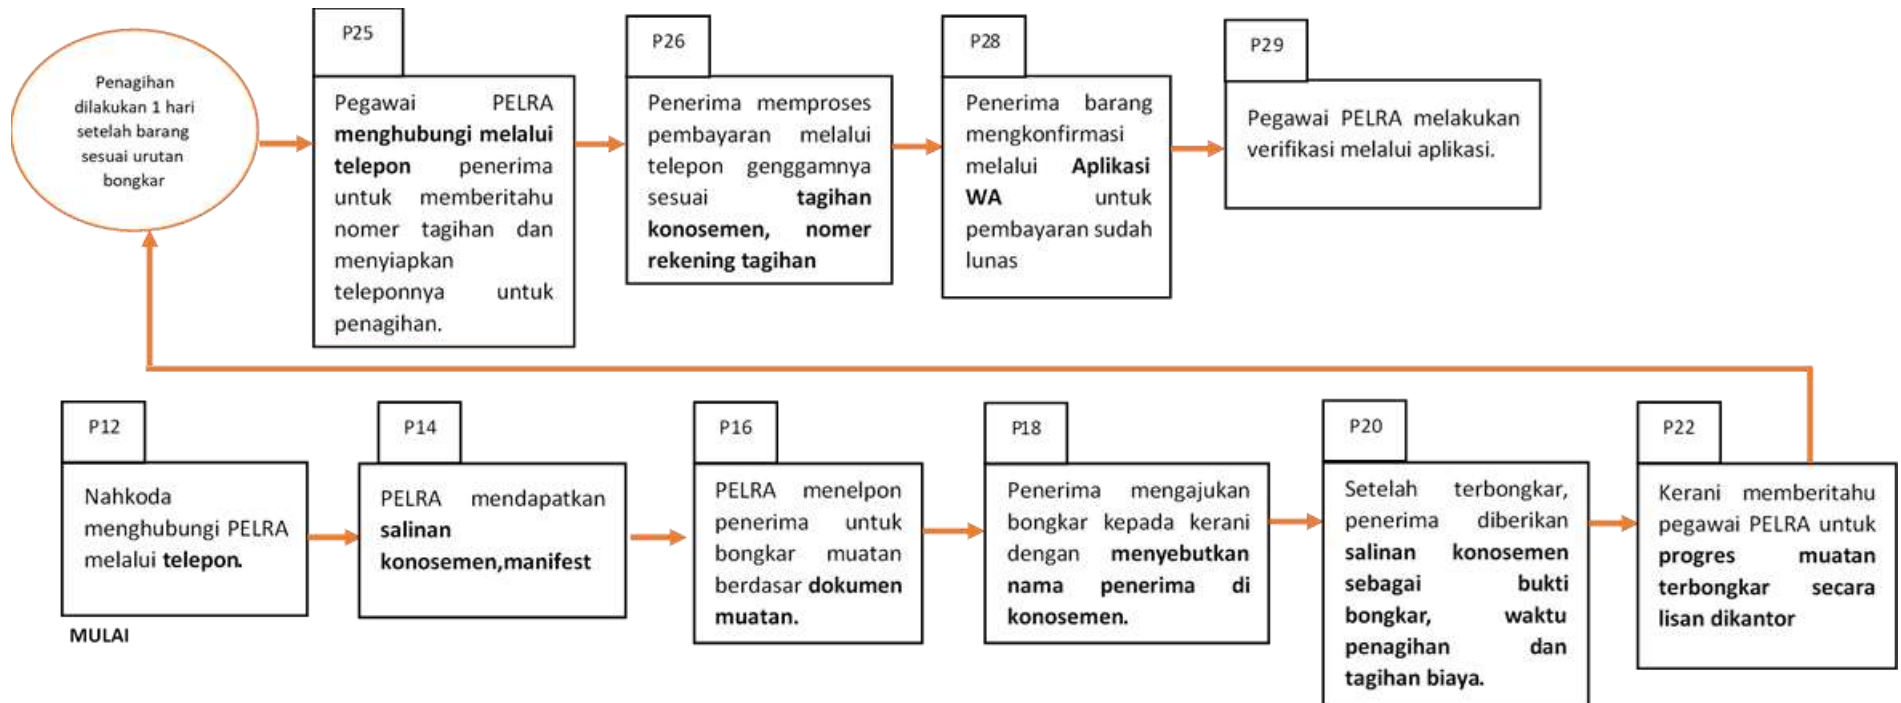 Penagihan
dilakukan 1 hari
setelah barang
sesuai urutan
bongkar
P25
Pegawai PELRA
menghubungi melalui
telepon penerima
untuk memberitahu
nomer tagihan dan
menyiapkan
teleponnya untuk
penagihan.
P26
Penerima memproses
pembayaran melalui
telepon genggamnya
sesuai tagihan
konosemen, nomer
rekening tagihan
P28
Penerima barang
mengkonfirmasi
melalui Aplikasi
WA untuk
pembayaran sudah
lunas
P29
Pegawai PELRA melakukan
verifikasi melalui aplikasi.
P12
Nahkoda
menghubungi PELRA
melalui telepon.
MULAI
P14
PELRA mendapatkan
salinan
konosemen,manifest
P16
PELRA menelpon
penerima untuk
bongkar muatan
berdasar dokumen
muatan.
P18
Penerima mengajukan
bongkar kepada kerani
dengan menyebutkan
nama penerima di
konosemen.
P20
Setelah terbongkar,
penerima diberikan
salinan konosemen
sebagai bukti
bongkar, waktu
penagihan dan
tagihan biaya.
P22
Kerani memberitahu
pegawai PELRA untuk
progres muatan
terbongkar secara
lisan dikantor